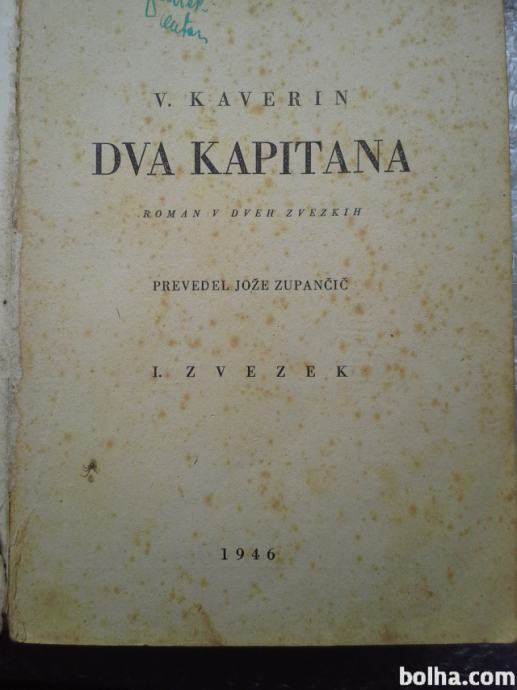 V. KAVERIN
DVA KAPITANA
ROMAN V DVEH ZVEZKIH
PREVEDEL JOŽE ZUPANČIČ
I. ZVEZEK
1946
bolha.com